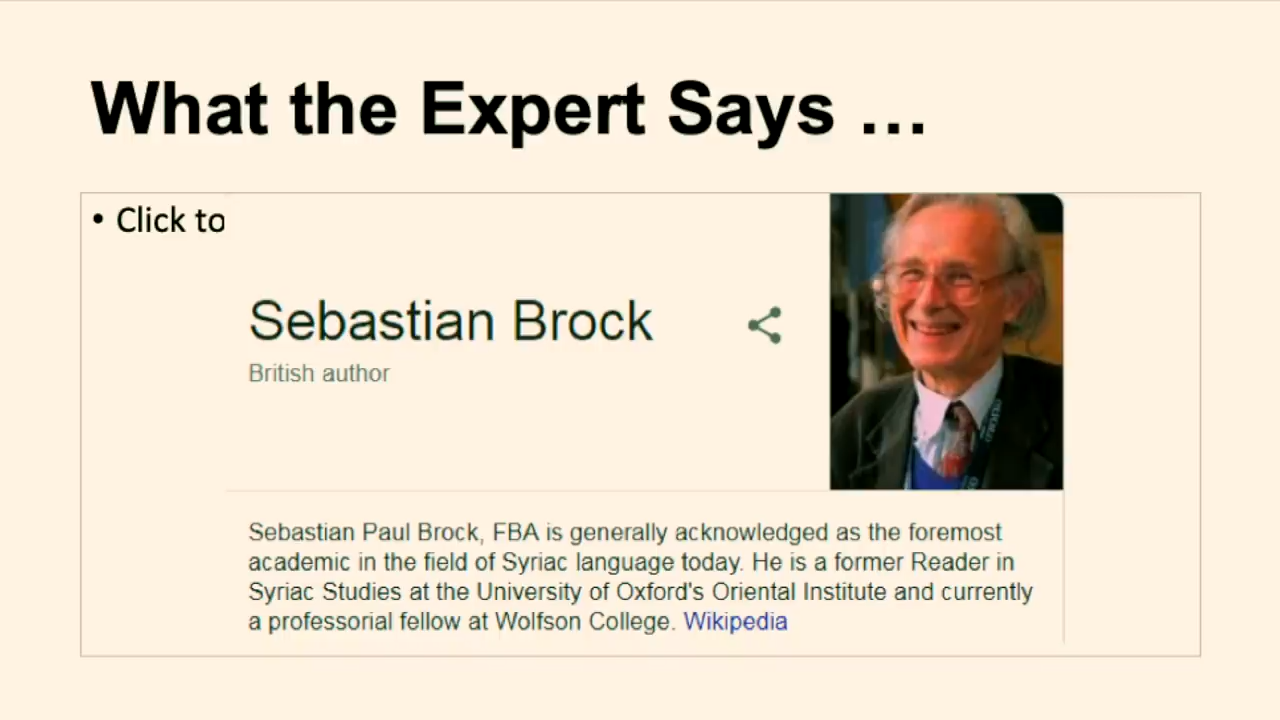 What the Expert Says …
• Click to
Sebastian Brock
British author
Sebastian Paul Brock, FBA is generally acknowledged as the foremost
academic in the field of Syriac language today. He is a former Reader in
Syriac Studies at the University of Oxford's Oriental Institute and currently
a professorial fellow at Wolfson College. Wikipedia